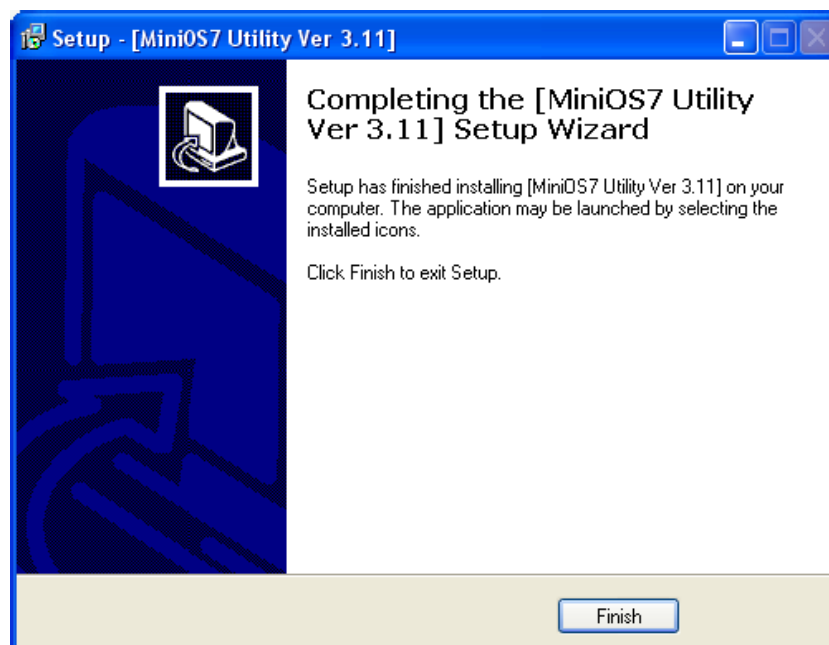 Setup - [MiniOS7 Utility Ver 3.11]
Completing the [MiniOS7 Utility
Ver 3.11] Setup Wizard
Setup has finished installing [MiniOS7 Utility Ver 3.11] on your
computer. The application may be launched by selecting the
installed icons.
Click Finish to exit Setup.
Finish